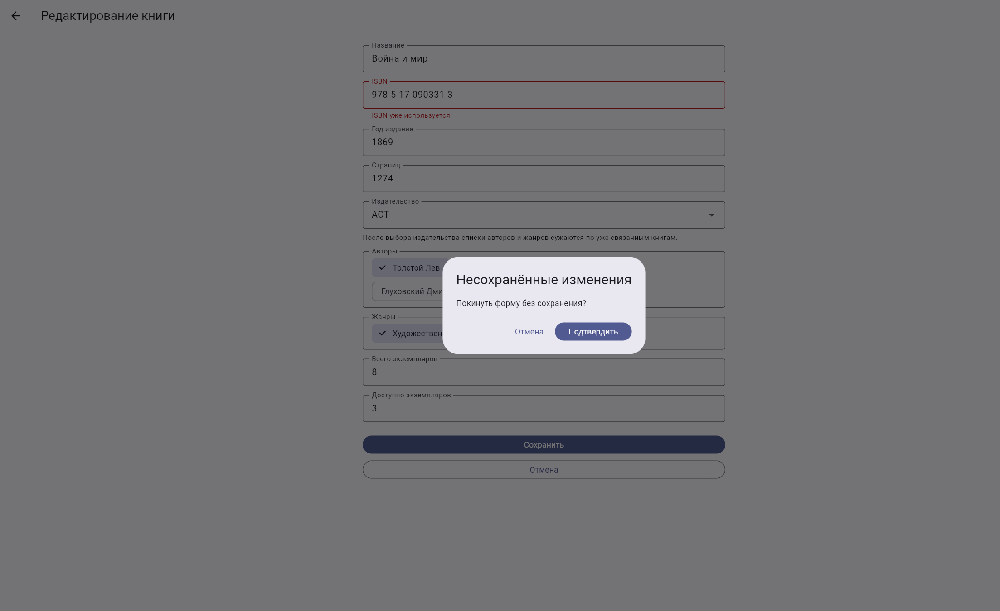 Редактирование книги
Название
Война и мир
ISBN
978-5-17-090331-3
ISBN уже используется
Год издания
1869
Страниц
1274
Издательство
АСТ
После выбора издательства списки авторов и жанров сужаются по уже связанным книгам.
Авторы
Толстой Лев
Глуховский Дми
Несохранённые изменения
Покинуть форму без сохранения?
Отмена
Подтвердить
Жанры
Художествен
Всего экземпляров
8
Доступно экземпляров
3
Сохранить
Отмена